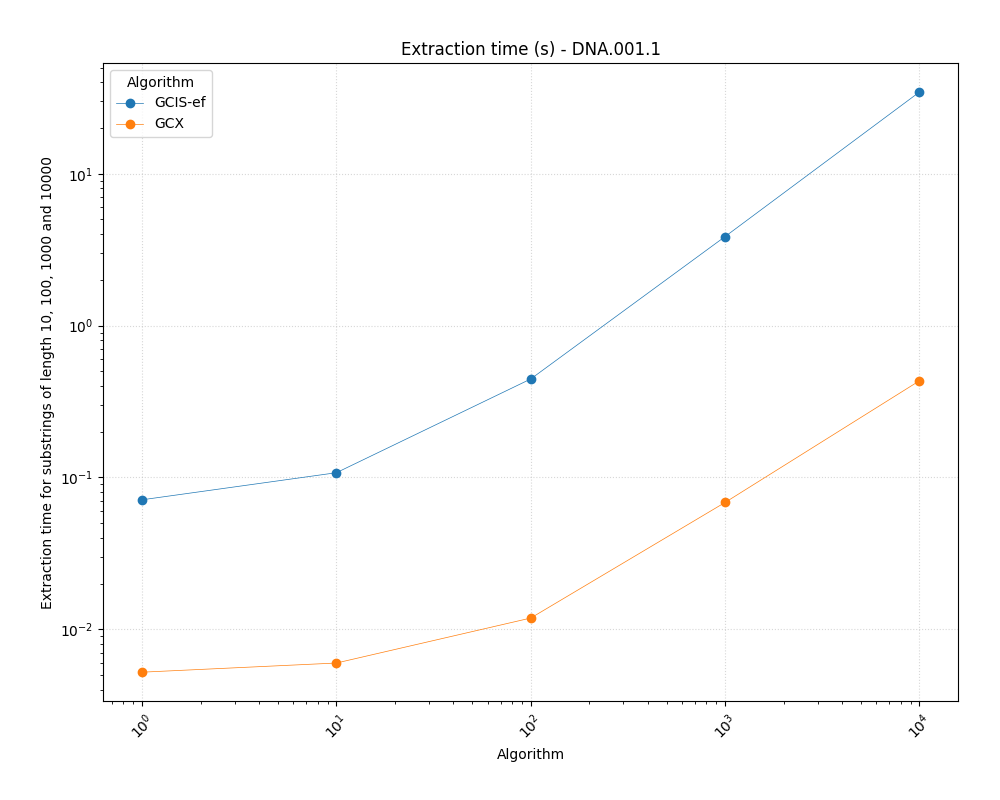 Extraction time (s) - DNA.001.1
Algorithm
GCIS-ef
GCX
Extraction time for substrings of length 10, 100, 1000 and 10000
10¹
10⁰
10⁻¹
10⁻²
10⁰ 10¹ 10² 10³ 10⁴
Algorithm